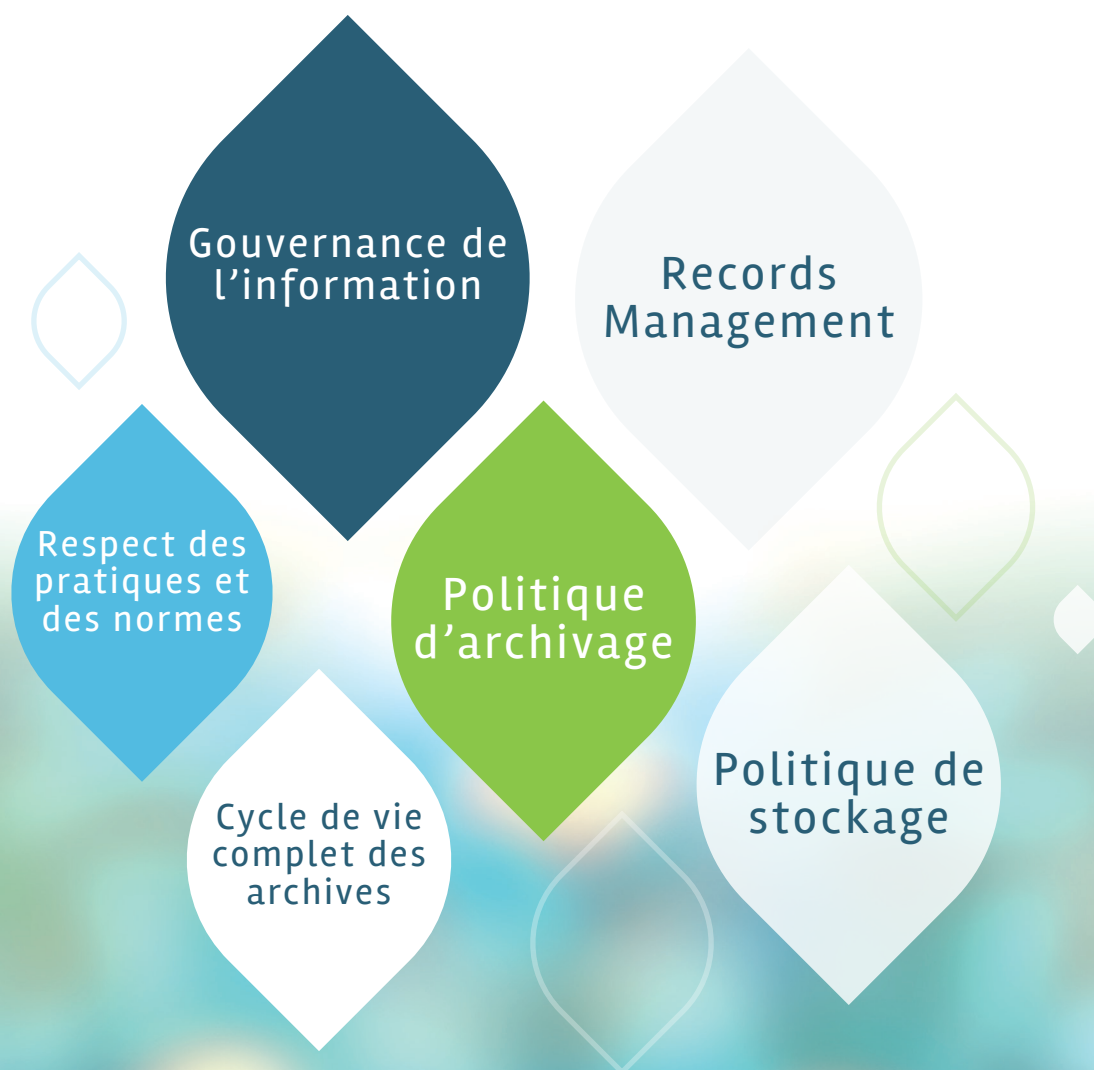 Gouvernance de
l’information
Records
Management
Respect des
pratiques et
des normes
Politique
d’archivage
Politique de
stockage
Cycle de vie
complet des
archives